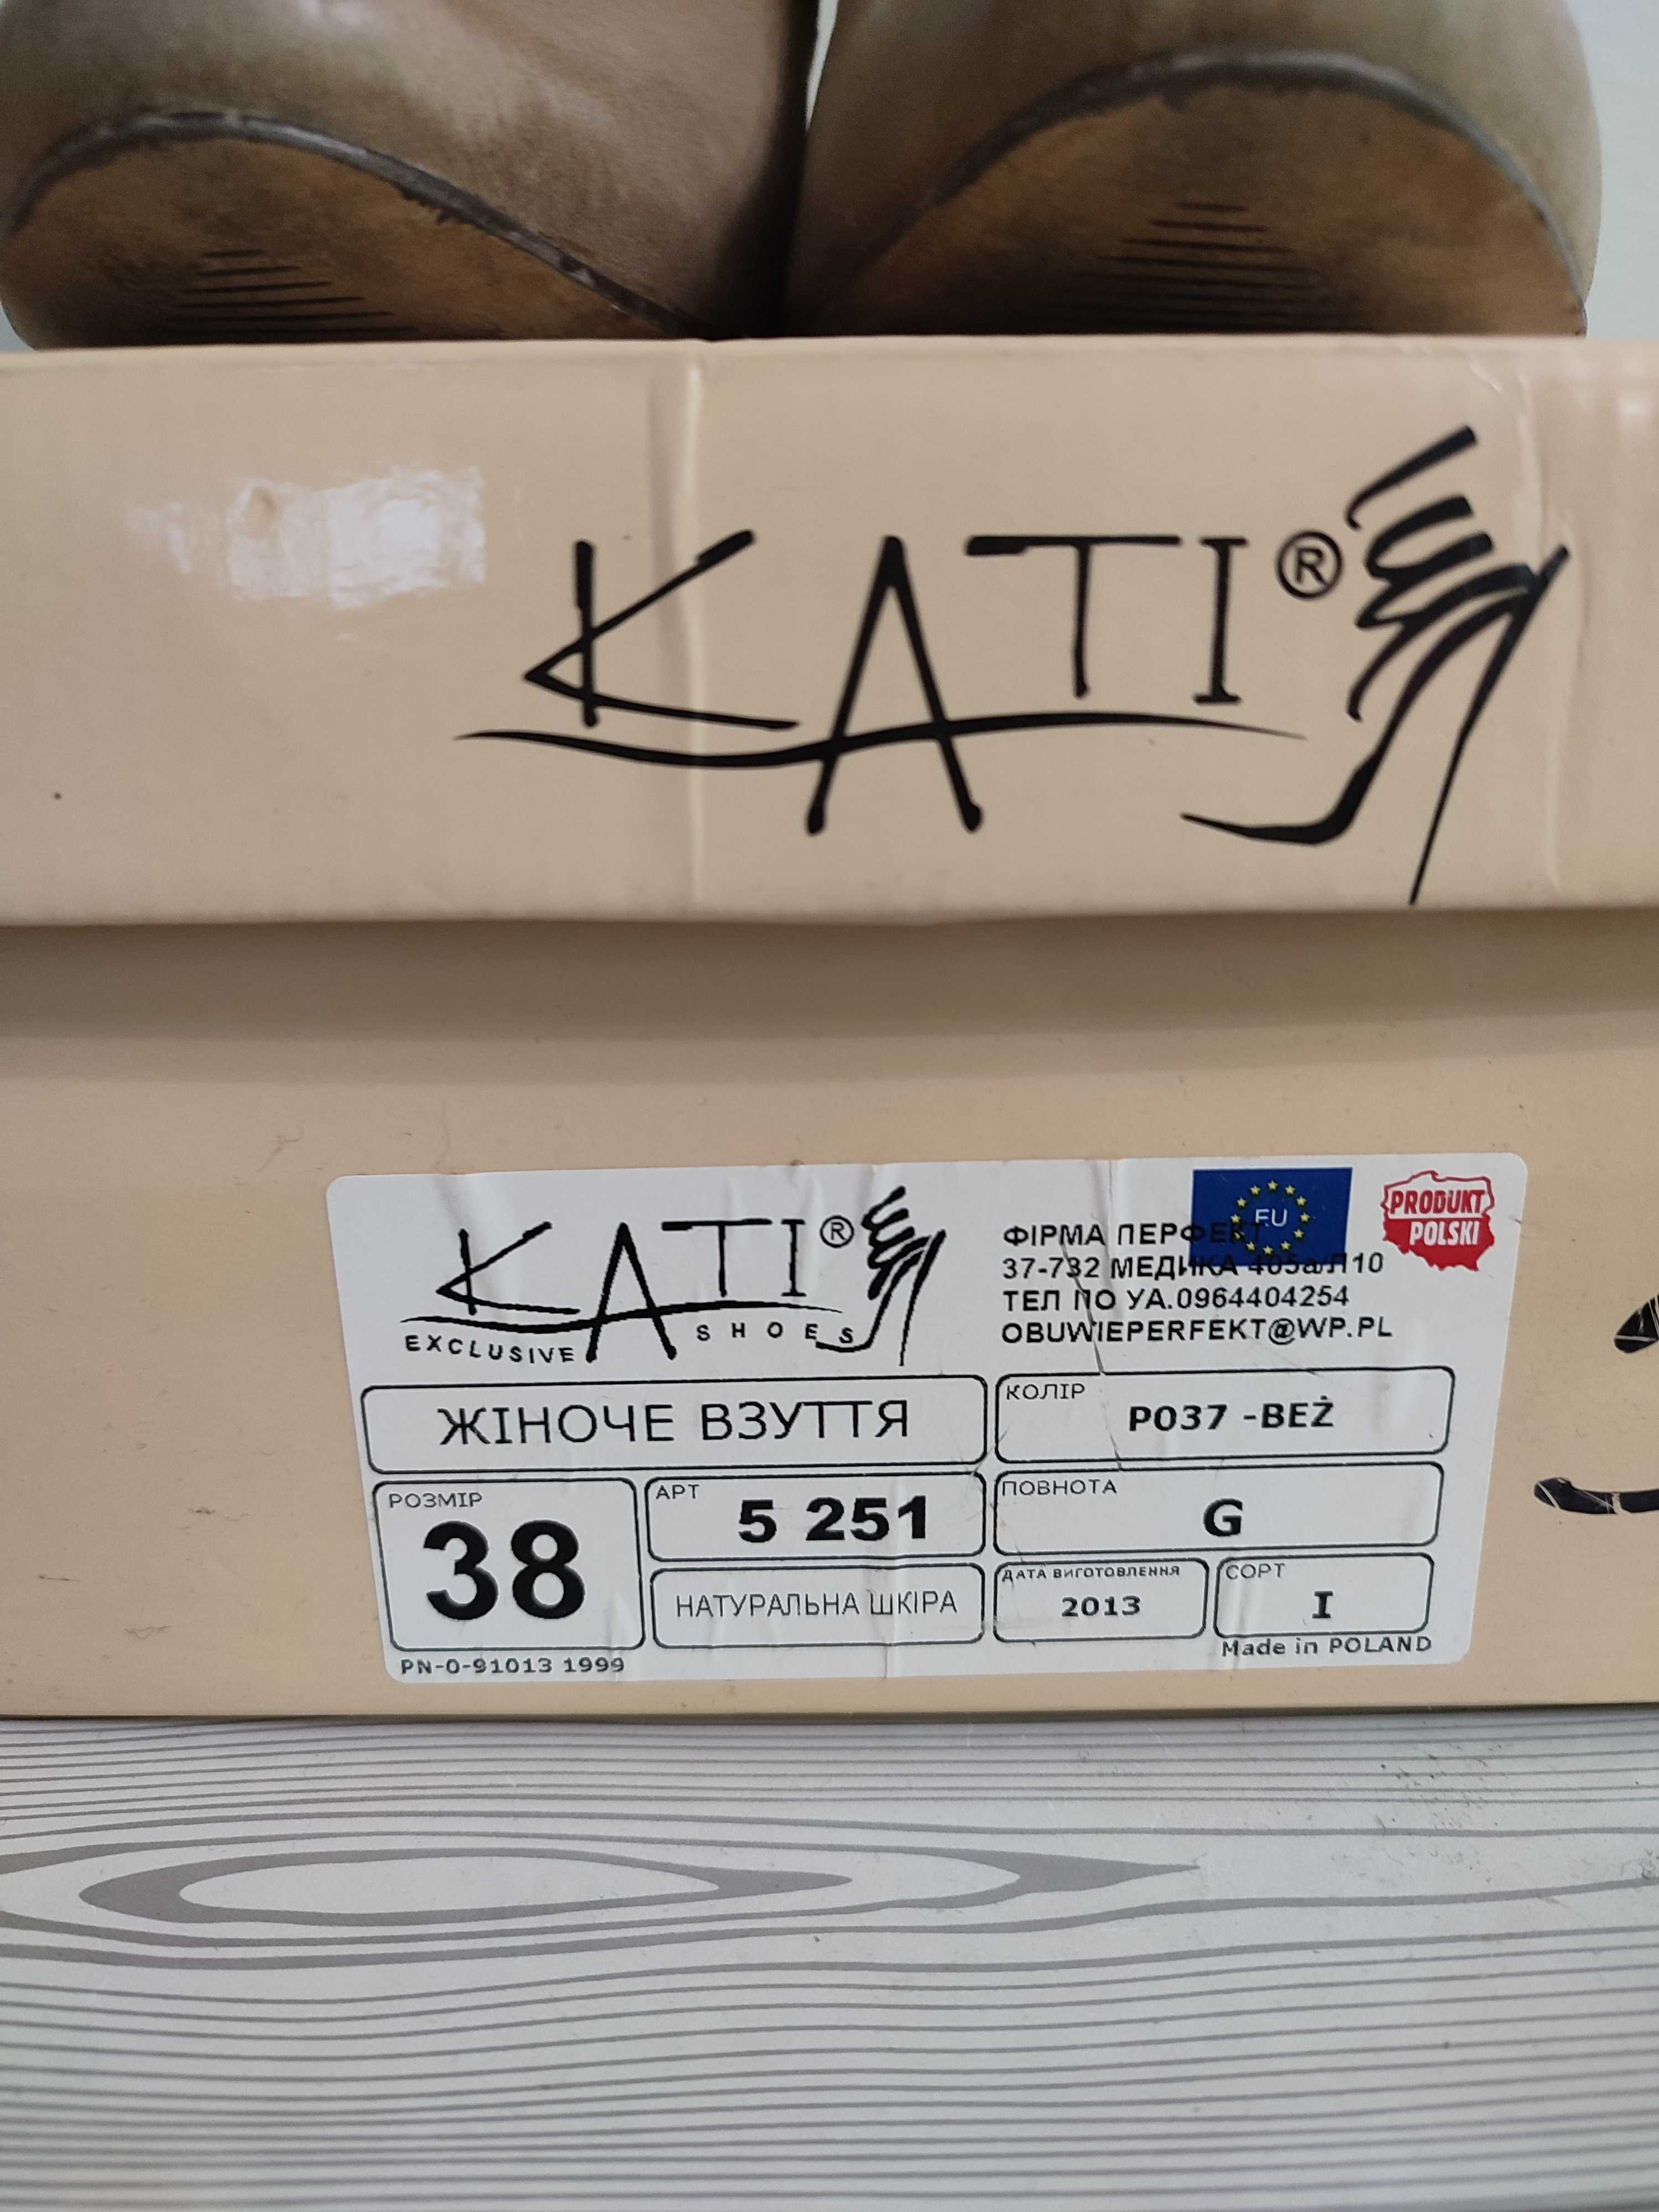 KATI®
KATI®
EXCLUSIVE SHOES
EU
PRODUKT
POLSKI
ФІРМА ПЕРФЕКТ
37-732 МЕДИКА 405а/Л10
ТЕЛ ПО УА.0964404254
OBUWIEPERFEKT@WP.PL
ЖІНОЧЕ ВЗУТТЯ
КОЛІР
P037 -BEŻ
РОЗМІР
38
АРТ
5 251
ПОВНОТА
G
НАТУРАЛЬНА ШКІРА
ДАТА ВИГОТОВЛЕННЯ
2013
СОРТ
I
PN-O-91013 1999
Made in POLAND